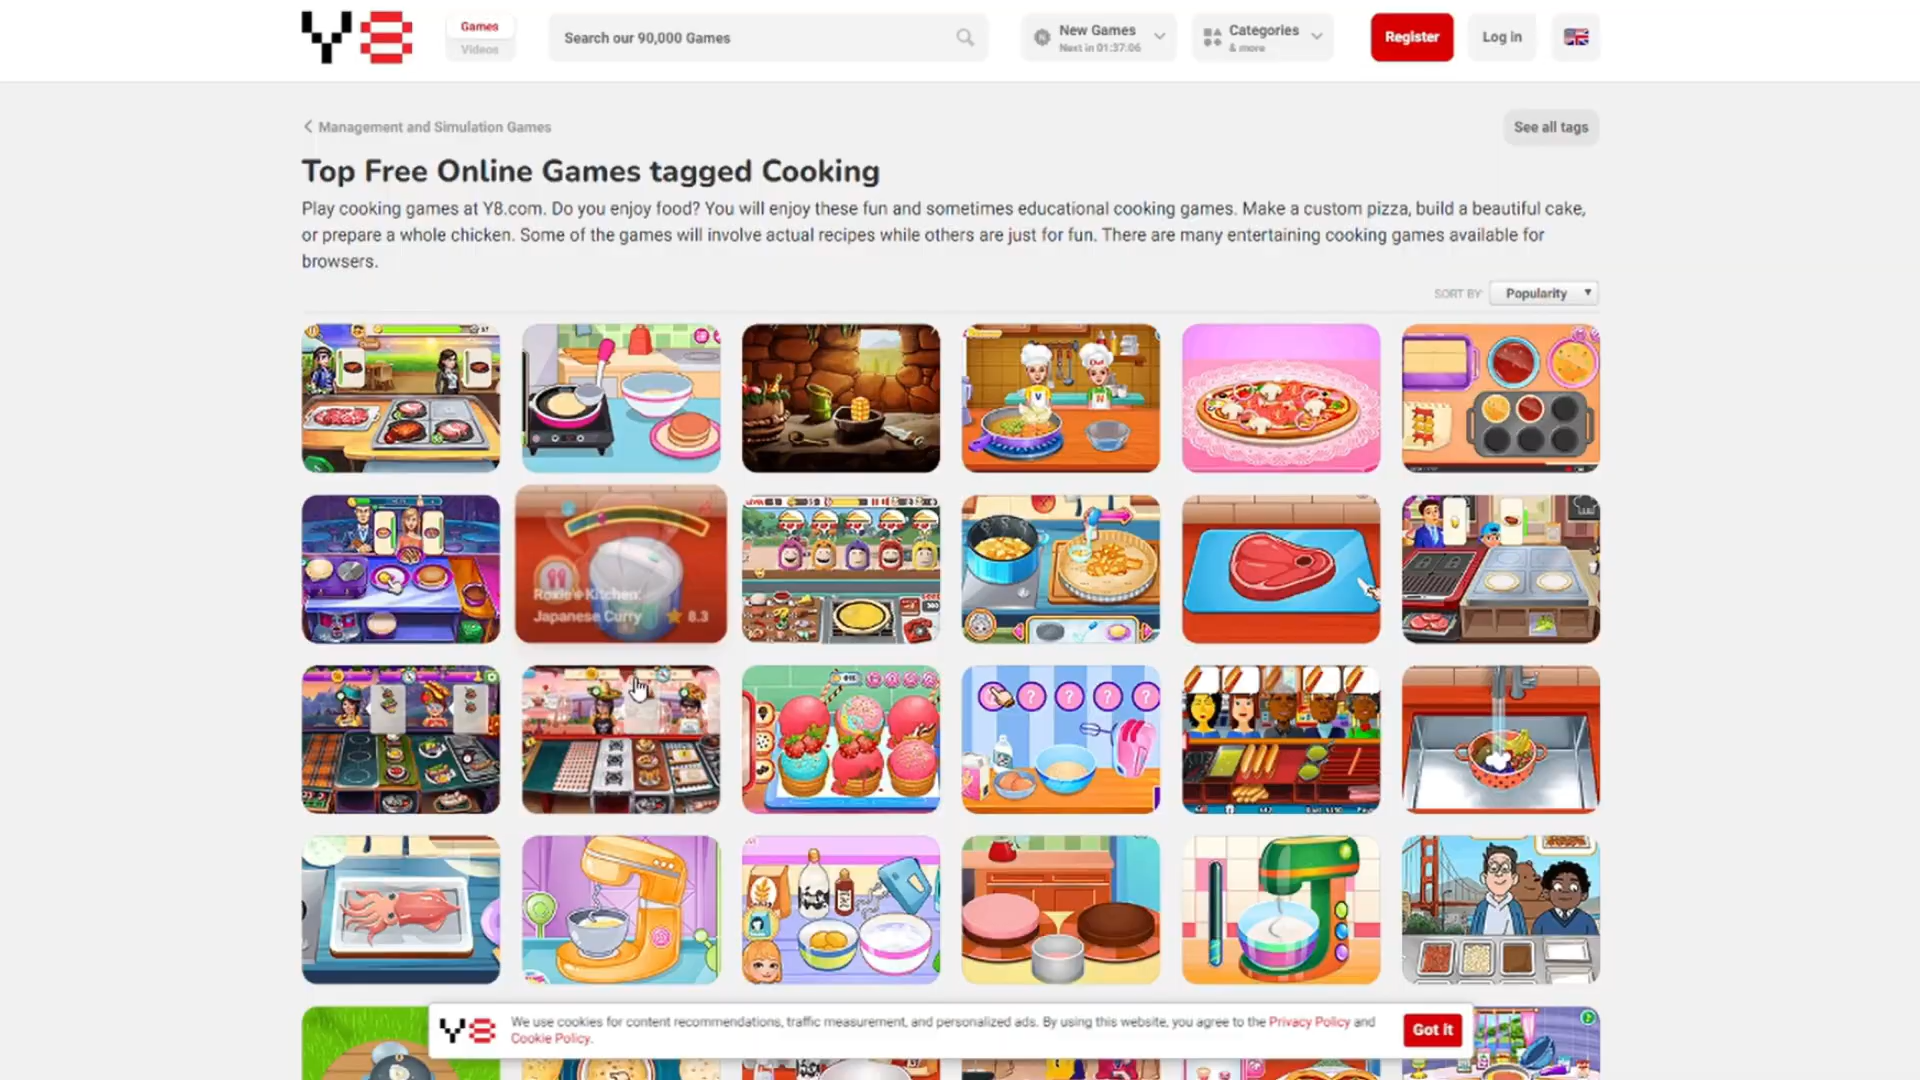 Y8
Games
Videos
Search our 90,000 Games
New Games
Next in 01:37:06
Categories
& more
Register
Log in
Management and Simulation Games
See all tags
Top Free Online Games tagged Cooking
Play cooking games at Y8.com. Do you enjoy food? You will enjoy these fun and sometimes educational cooking games. Make a custom pizza, build a beautiful cake,
or prepare a whole chicken. Some of the games will involve actual recipes while others are just for fun. There are many entertaining cooking games available for
browsers.
SORT BY
Popularity
Roxie's Kitchen:
Japanese Curry
8.3
Y8
We use cookies for content recommendations, traffic measurement, and personalized ads. By using this website, you agree to the Privacy Policy and
Cookie Policy.
Got it